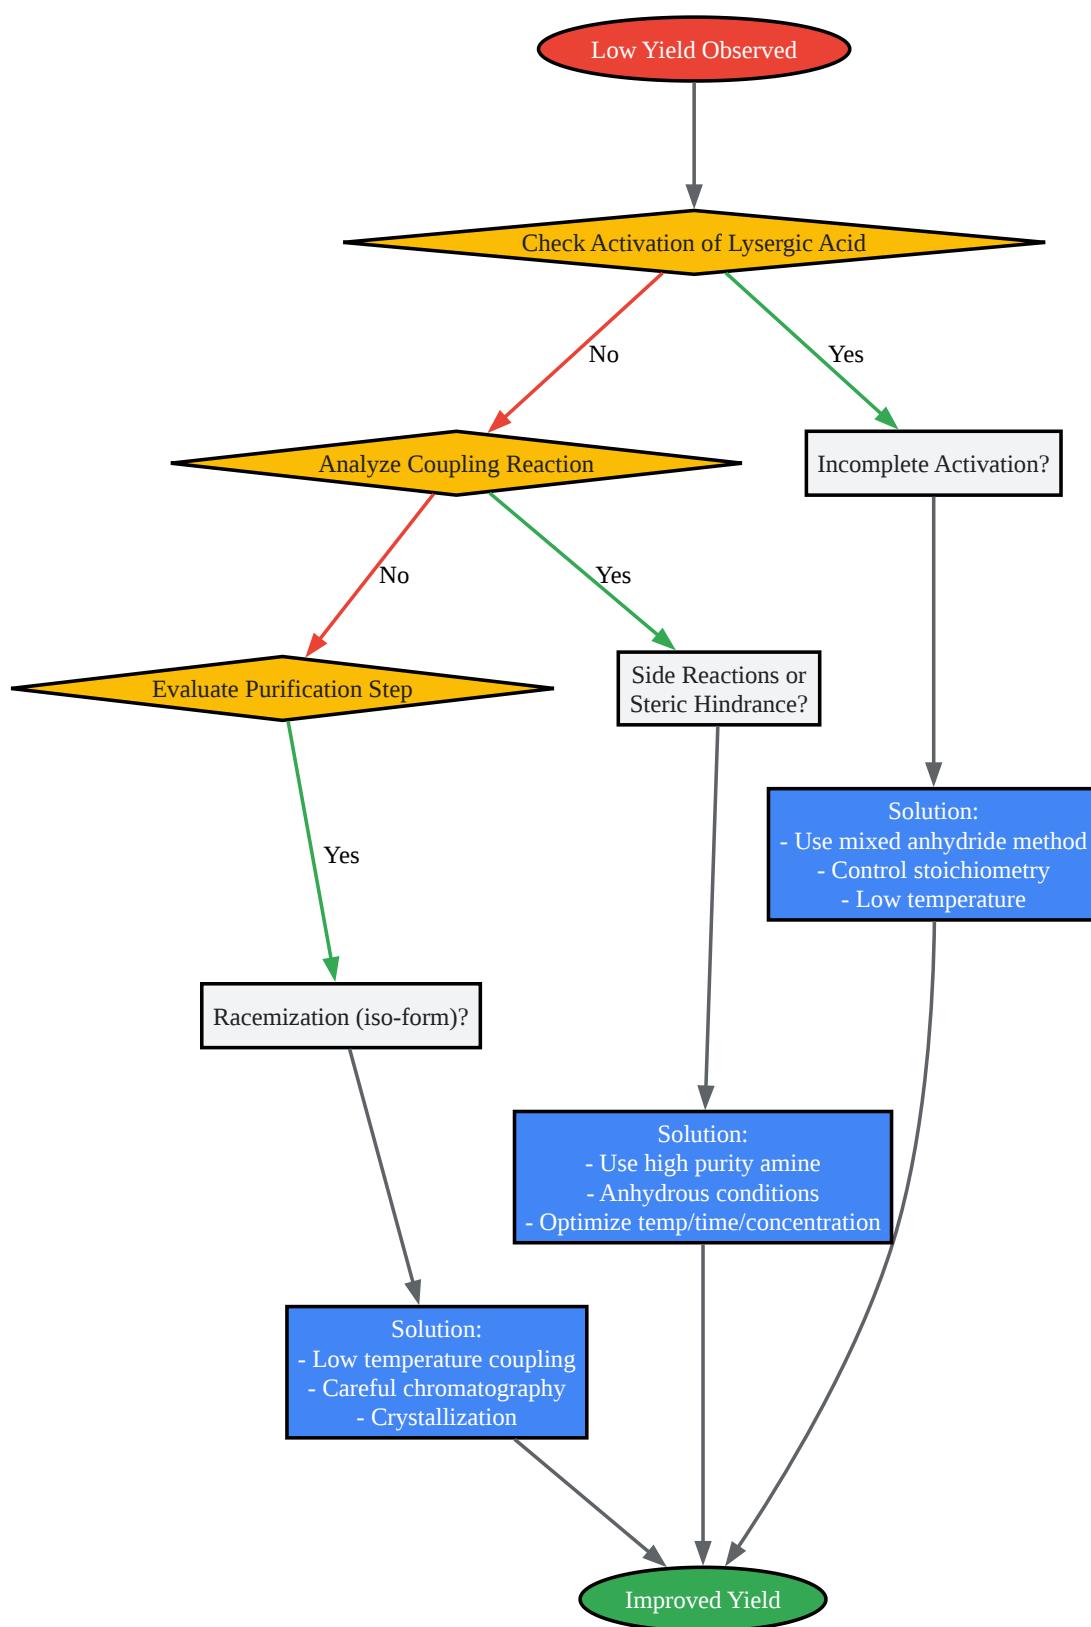 Low Yield Observed
Check Activation of Lysergic Acid
No
Yes
Analyze Coupling Reaction
Incomplete Activation?
No
Yes
Evaluate Purification Step
Side Reactions or
Steric Hindrance?
Solution:
- Use mixed anhydride method
- Control stoichiometry
- Low temperature
Yes
Racemization (iso-form)?
Solution:
- Use high purity amine
- Anhydrous conditions
- Optimize temp/time/concentration
Solution:
- Low temperature coupling
- Careful chromatography
- Crystallization
Improved Yield